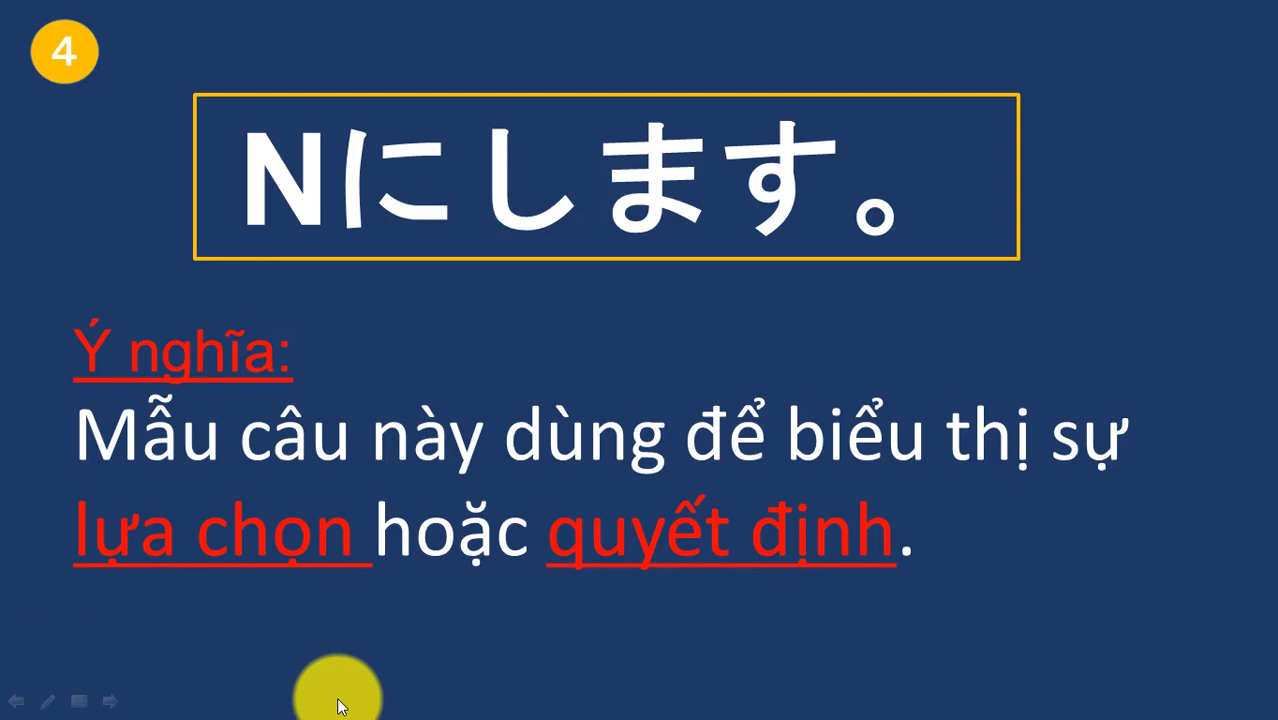 4
Nにします。
Ý nghĩa:
Mẫu câu này dùng để biểu thị sự
lựa chọn hoặc quyết định.